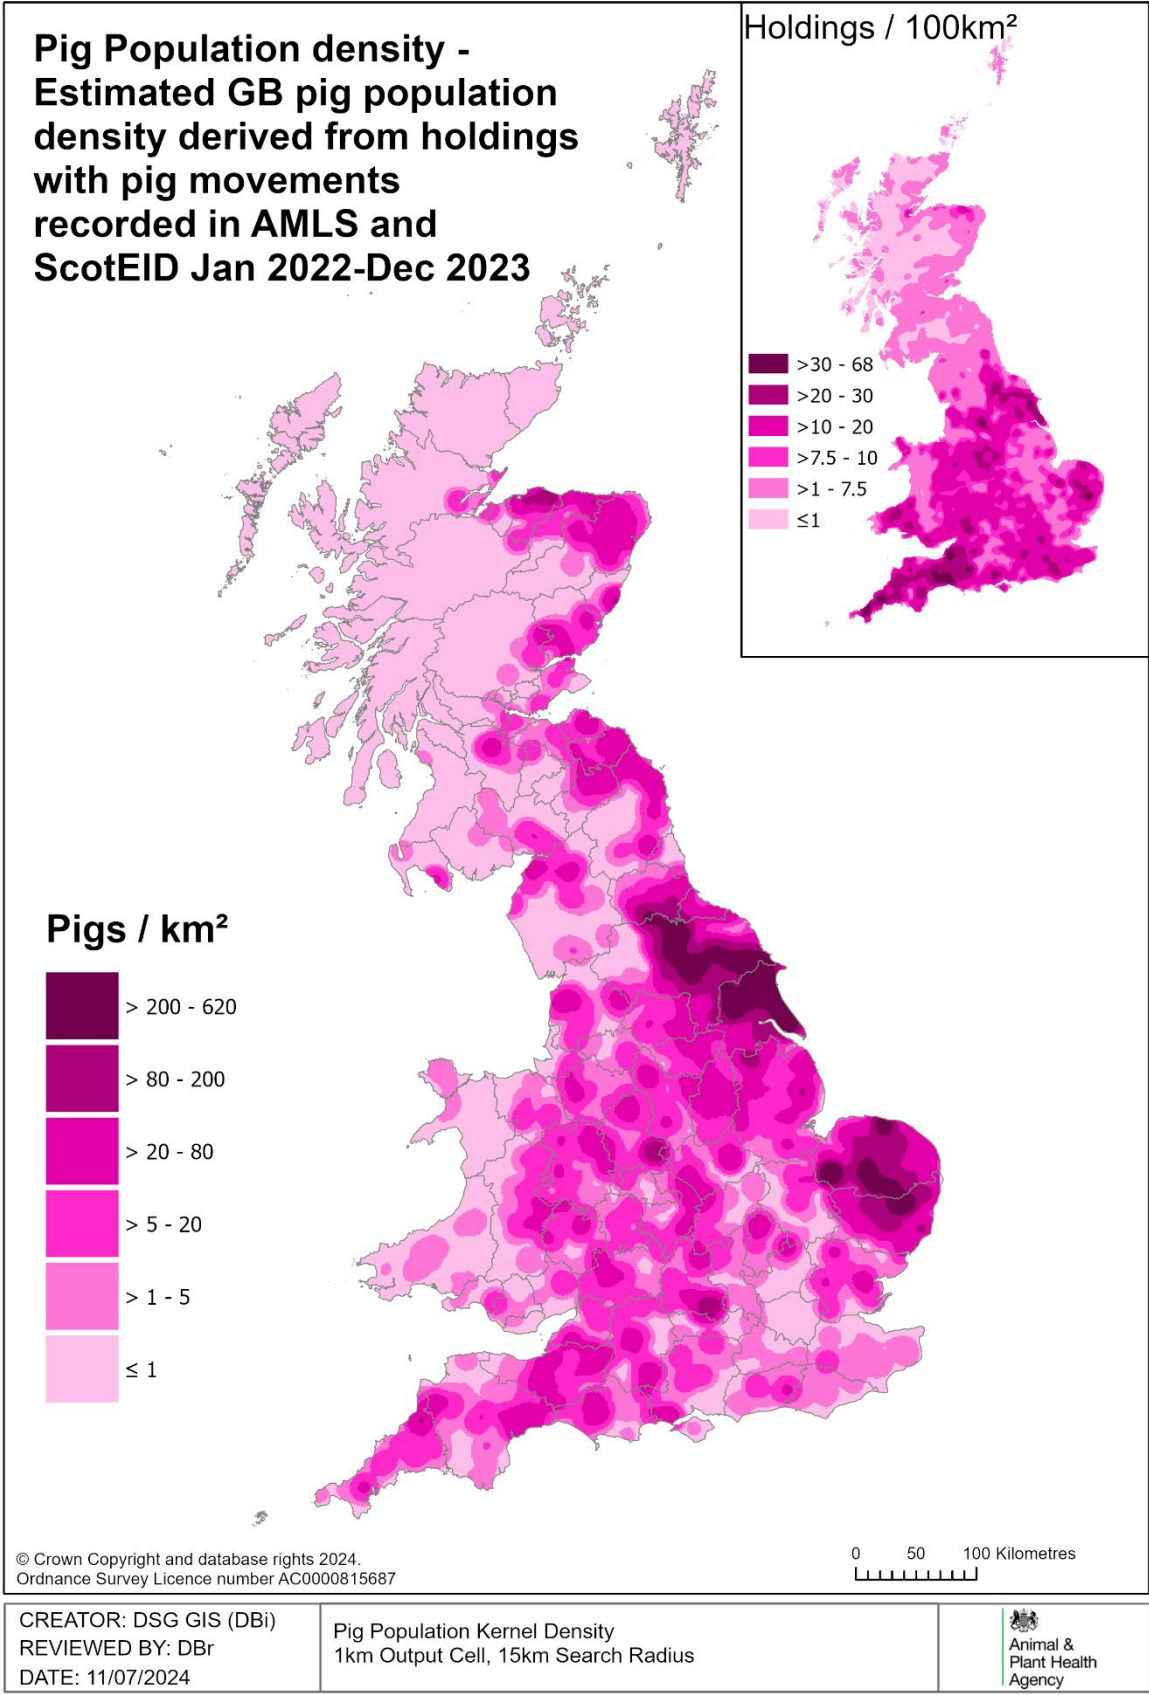 Pig Population density -
Estimated GB pig population
density derived from holdings
with pig movements
recorded in AMLS and
ScotEID Jan 2022-Dec 2023
Holdings / 100km²
>30 - 68
>20 - 30
>10 - 20
>7.5 - 10
>1 - 7.5
≤1
Pigs / km²
> 200 - 620
> 80 - 200
> 20 - 80
> 5 - 20
> 1 - 5
≤ 1
© Crown Copyright and database rights 2024.
Ordnance Survey Licence number AC0000815687
0 50 100 Kilometres
CREATOR: DSG GIS (DBi)
REVIEWED BY: DBr
DATE: 11/07/2024
Pig Population Kernel Density
1km Output Cell, 15km Search Radius
Animal &
Plant Health
Agency